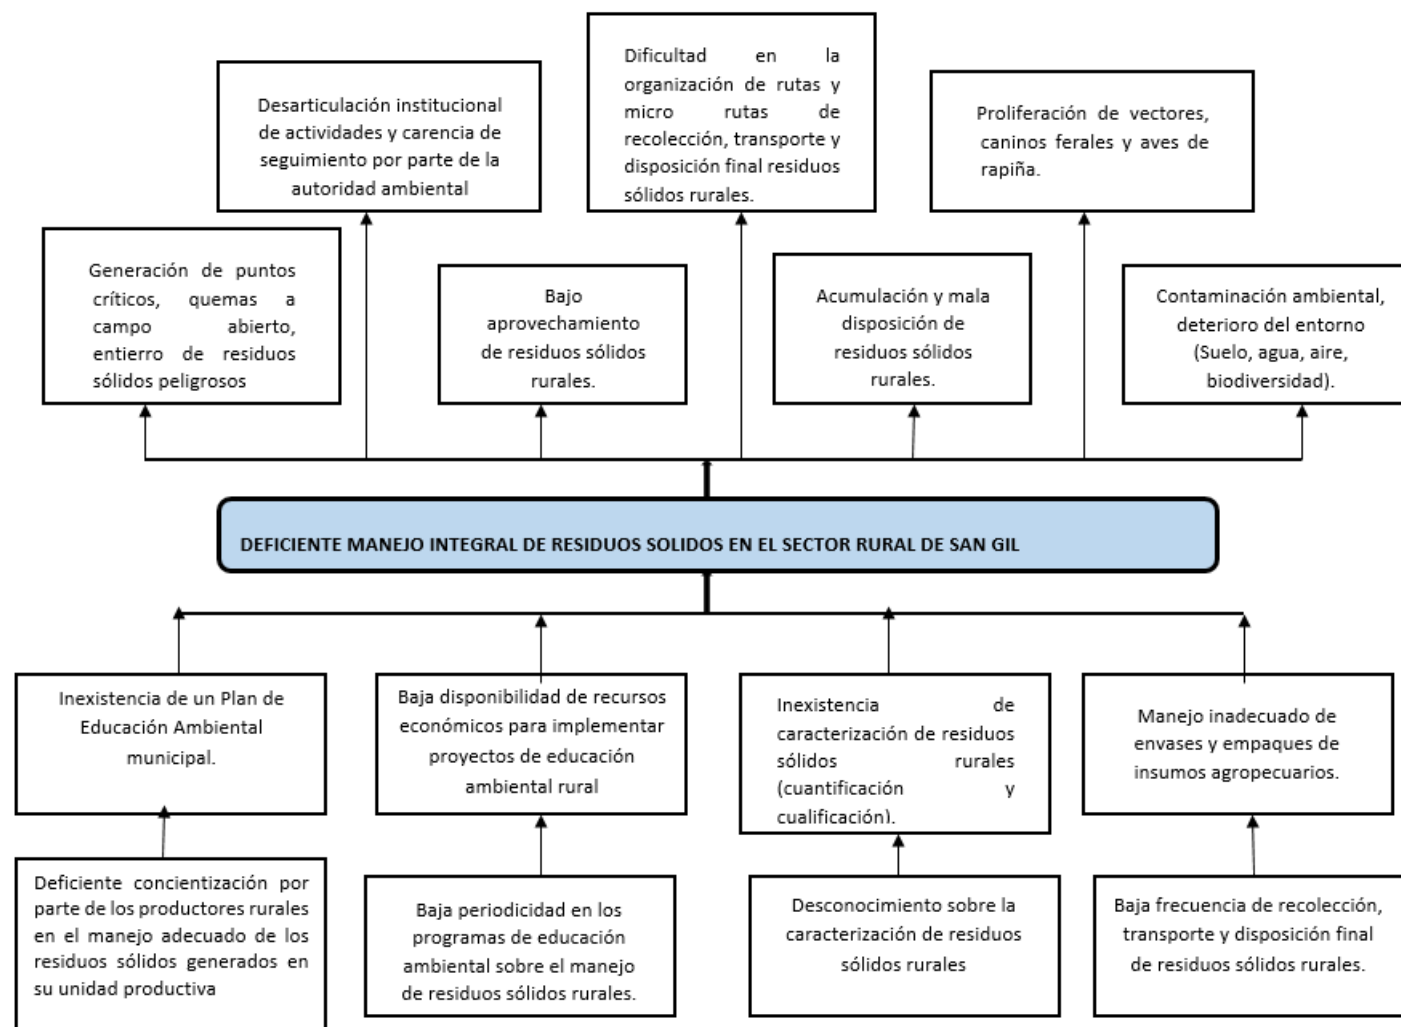 Desarticulación institucional
de actividades y carencia de
seguimiento por parte de la
autoridad ambiental
Dificultad en la
organización de rutas y
micro rutas de
recolección, transporte y
disposición final residuos
sólidos rurales.
Proliferación de vectores,
caninos ferales y aves de
rapiña.
Generación de puntos
críticos, quemas a
campo abierto,
entierro de residuos
sólidos peligrosos
Bajo
aprovechamiento
de residuos sólidos
rurales.
Acumulación y mala
disposición de
residuos sólidos
rurales.
Contaminación ambiental,
deterioro del entorno
(Suelo, agua, aire,
biodiversidad).
DEFICIENTE MANEJO INTEGRAL DE RESIDUOS SOLIDOS EN EL SECTOR RURAL DE SAN GIL
Inexistencia de un Plan de
Educación Ambiental
municipal.
Baja disponibilidad de recursos
económicos para implementar
proyectos de educación
ambiental rural
Inexistencia de
caracterización de residuos
sólidos rurales
(cuantificación y
cualificación).
Manejo inadecuado de
envases y empaques de
insumos agropecuarios.
Deficiente concientización por
parte de los productores rurales
en el manejo adecuado de los
residuos sólidos generados en
su unidad productiva
Baja periodicidad en los
programas de educación
ambiental sobre el manejo
de residuos sólidos rurales.
Desconocimiento sobre la
caracterización de residuos
sólidos rurales
Baja frecuencia de recolección,
transporte y disposición final
de residuos sólidos rurales.